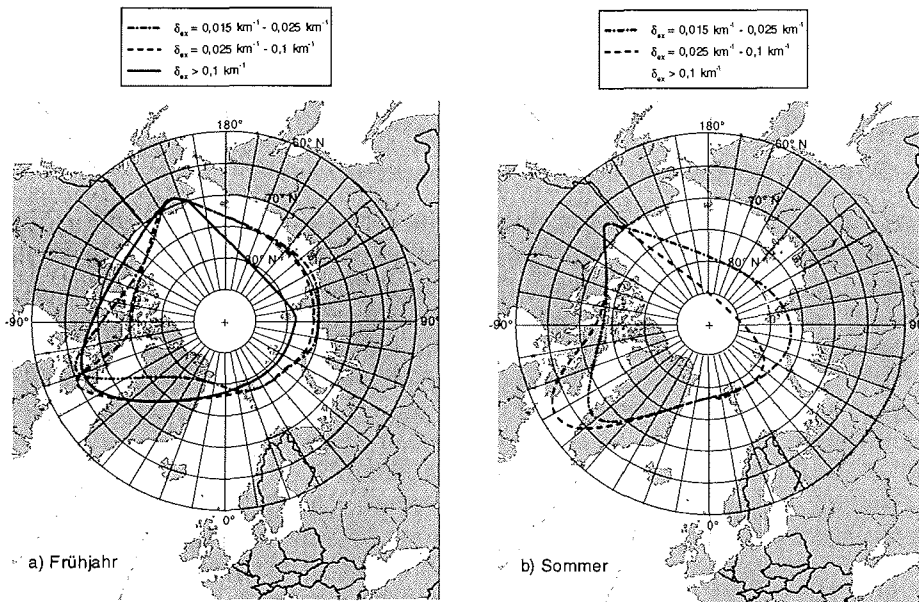 δex = 0,015 km⁻¹ - 0,025 km⁻¹
δex = 0,025 km⁻¹ - 0,1 km⁻¹
δex > 0,1 km⁻¹
180°
60° N
70° N
80° N
-90°
90°
0°
a) Frühjahr
δex = 0,015 km⁻¹ - 0,025 km⁻¹
δex = 0,025 km⁻¹ - 0,1 km⁻¹
δex > 0,1 km⁻¹
180°
60° N
70° N
80° N
-90°
90°
0°
b) Sommer